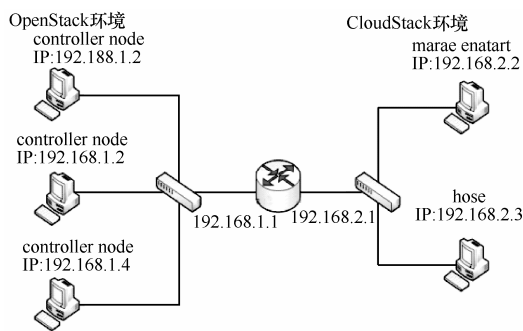 OpenStack环境
controller node
IP:192.188.1.2
controller node
IP:192.168.1.2
controller node
IP:192.168.1.4
192.168.1.1
192.168.2.1
CloudStack环境
marae enatart
IP:192.168.2.2
hose
IP:192.168.2.3